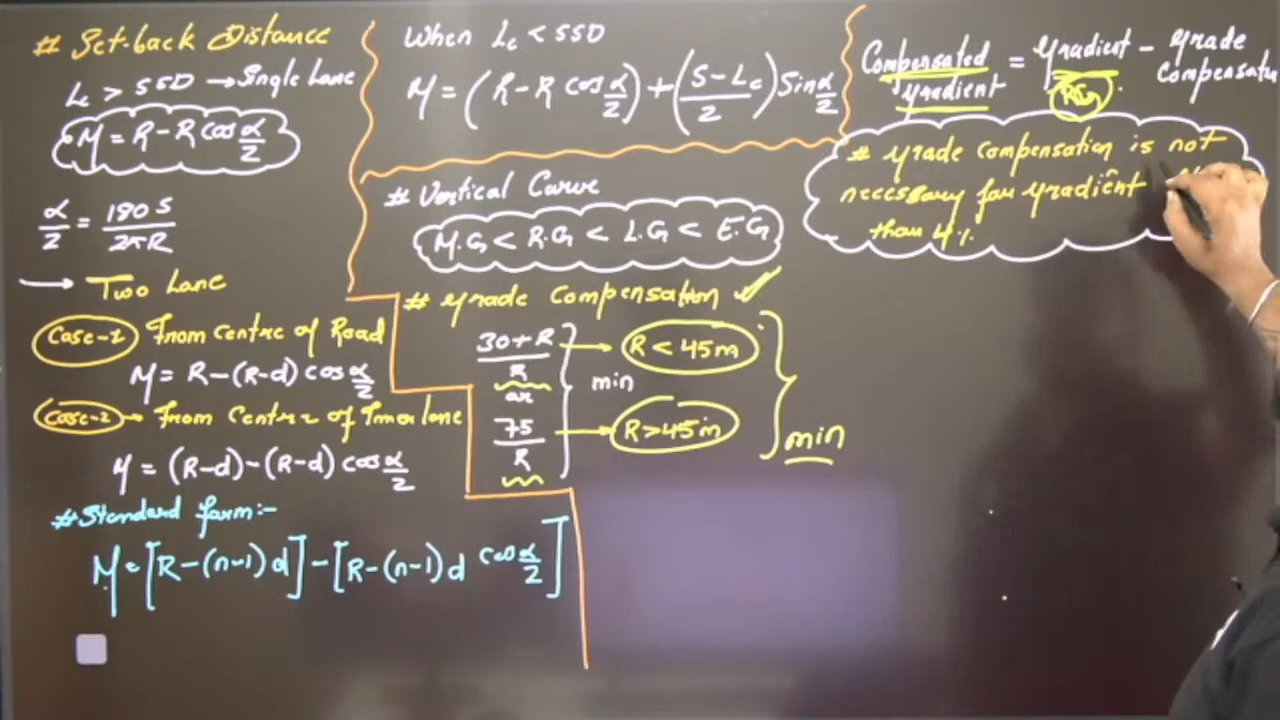 # Set-back Distance
Lc > SSD → Single Lane
M = R - R cos α/2
α/2 = 180 S/2πR
→ Two Lane
Case-1 From centre of Road
M = R - (R-d) cos α/2
Case-2 → From Centre of Inner lane
M = (R-d) - (R-d) cos α/2
# Standard form:-
M = [R-(n-1)d] - [R-(n-1)d cos α/2]
When Lc < SSD
M = (R - R cos α/2) + (S - Lc/2) Sin α/2
# Vertical Curve
M.G < R.G < L.G < E.G
# Grade Compensation ✓
30+R/R → R < 45m
or
min
75/R → R > 45m
min
Compensated gradient = Gradient - Grade Compensatio
RG
# Grade Compensation is not
necessary for gradient
than 4%